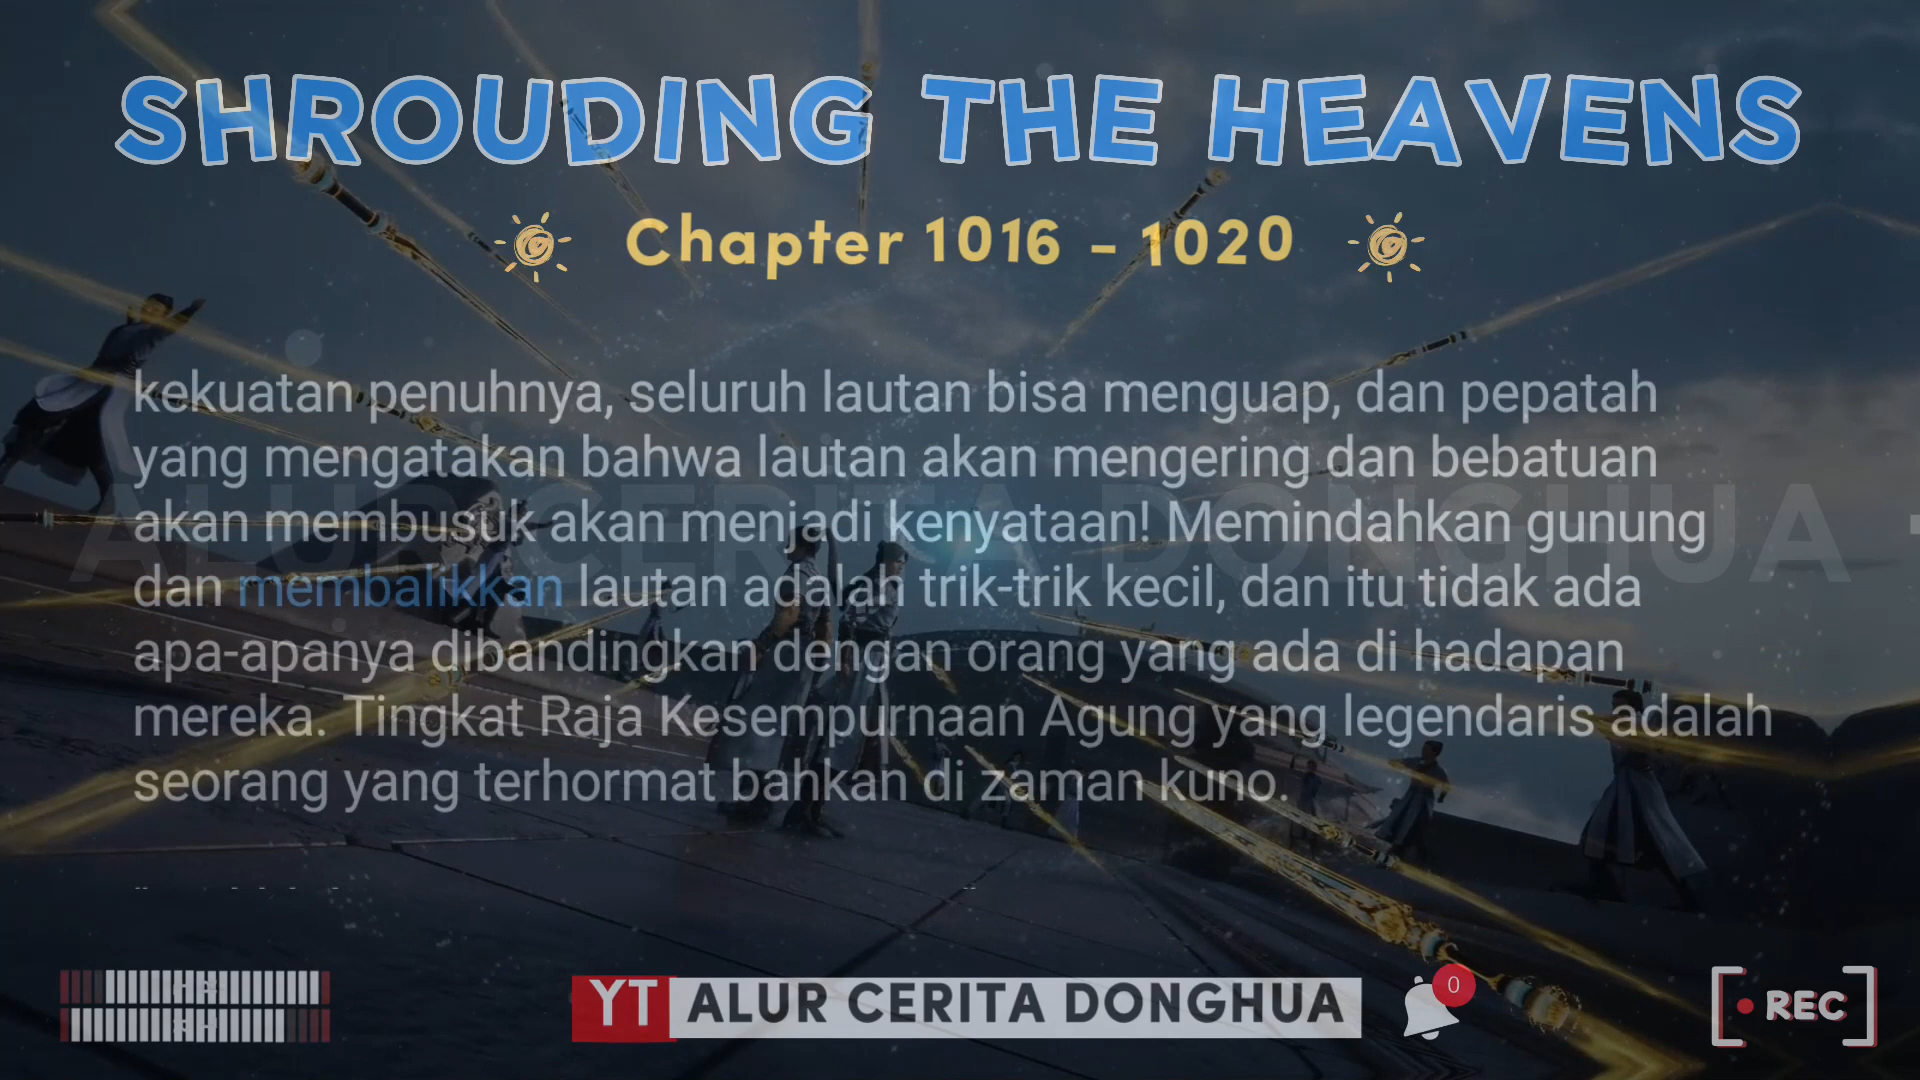 SHROUDING THE HEAVENS
Chapter 1016 - 1020
kekuatan penuhnya, seluruh lautan bisa menguap, dan pepatah
yang mengatakan bahwa lautan akan mengering dan bebatuan
akan membusuk akan menjadi kenyataan! Memindahkan gunung
dan membalikkan lautan adalah trik-trik kecil, dan itu tidak ada
apa-apanya dibandingkan dengan orang yang ada di hadapan
mereka. Tingkat Raja Kesempurnaan Agung yang legendaris adalah
seorang yang terhormat bahkan di zaman kuno.
ALUR CERITA DONGHUA
YT ALUR CERITA DONGHUA
0
REC